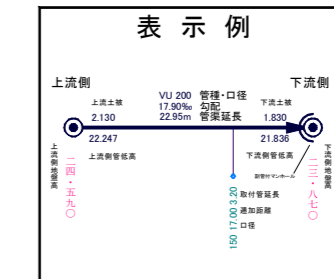 表示例
上流側
下流側
VU 200 管種・口径
17.90‰ 勾配
22.95m 管渠延長
上流土被
2.130
22.247
上流側管低高
下流土被
1.830
21.836
下流側管低高
副管付マンホール
上流側地盤高
二四・五九〇
下流側地盤高
二三・八七〇
3.20 取付管延長
17.00 逓加距離
150 口径